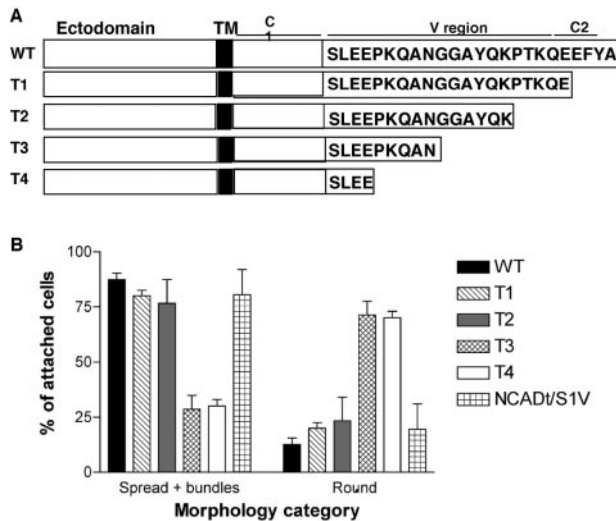 A
Ectodomain TM C 1 V region C2
WT SLEEPKQANGGAYQKPTKQEEFYA
T1 SLEEPKQANGGAYQKPTKQE
T2 SLEEPKQANGGAYQK
T3 SLEEPKQAN
T4 SLEE
B
% of attached cells
100
75
50
25
0
Spread + bundles Round
Morphology category
WT
T1
T2
T3
T4
NCADt/S1V